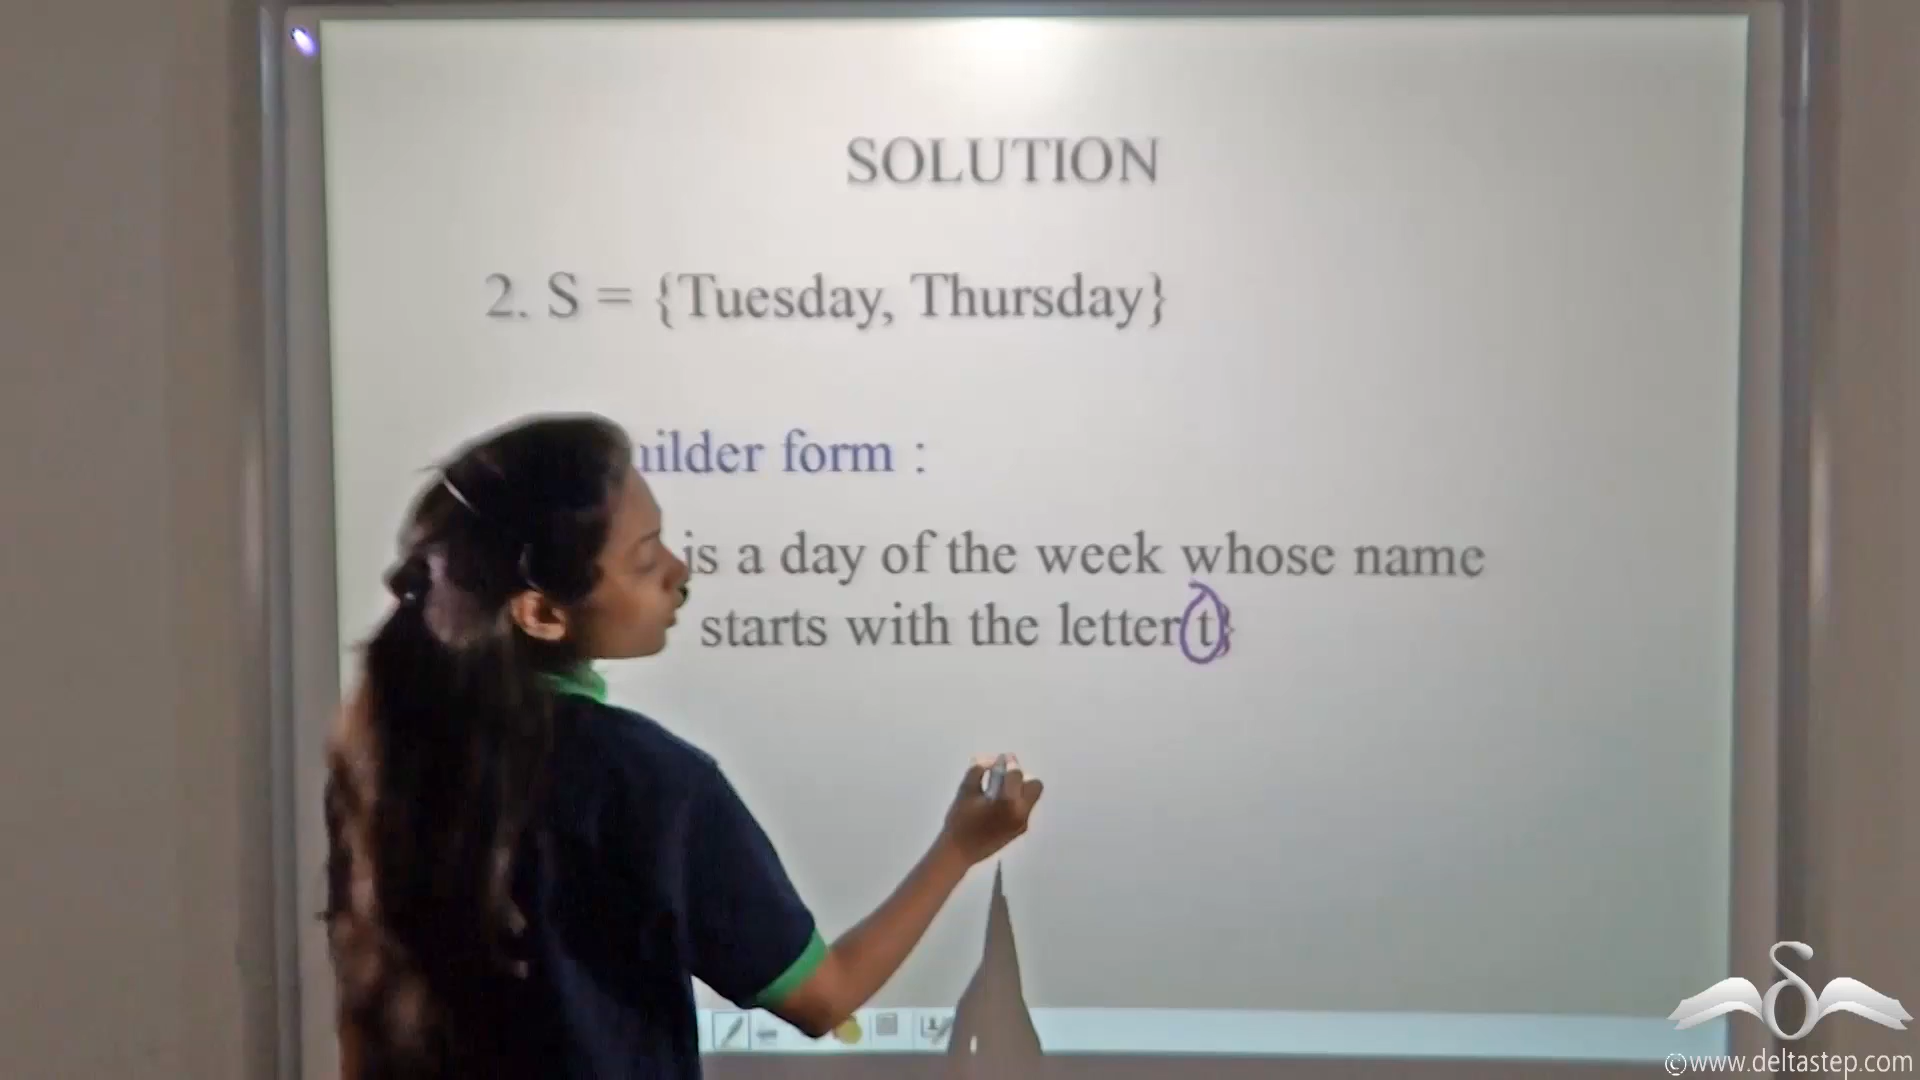 SOLUTION
2. S = {Tuesday, Thursday}
builder form :
is a day of the week whose name
starts with the letter t}
©www.deltastep.com